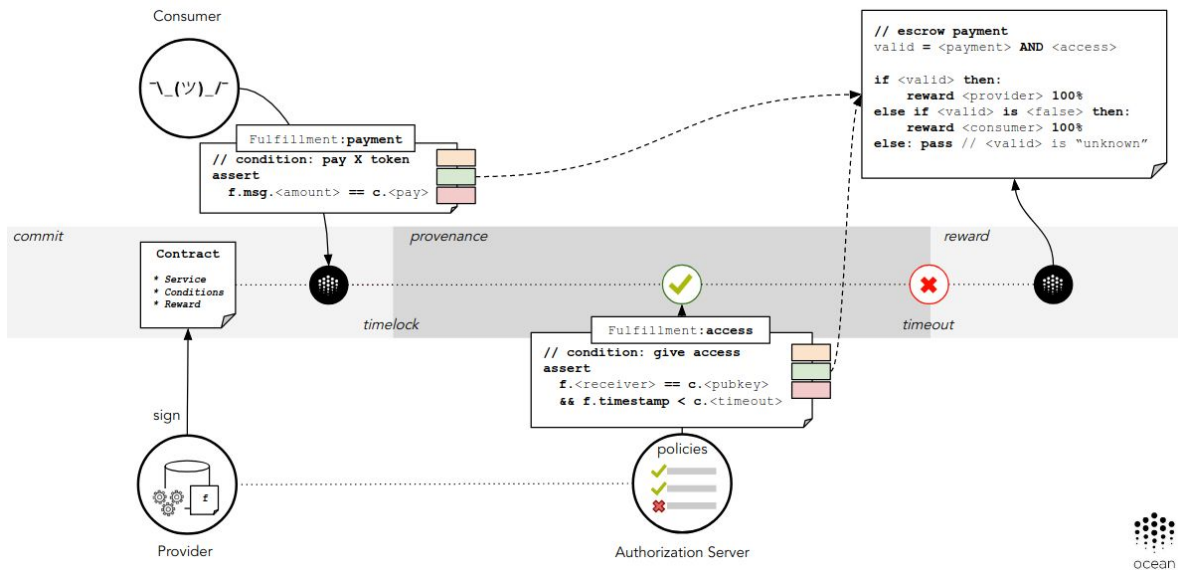 Consumer
¯\_(ツ)_/¯
Fulfillment:payment
// condition: pay X token
assert
f.msg.<amount> == c.<pay>
// escrow payment
valid = <payment> AND <access>
if <valid> then:
reward <provider> 100%
else if <valid> is <false> then:
reward <consumer> 100%
else: pass // <valid> is “unknown”
commit
provenance
reward
Contract
* Service
* Conditions
* Reward
timelock
timeout
Fulfillment:access
// condition: give access
assert
f.<receiver> == c.<pubkey>
&& f.timestamp < c.<timeout>
sign
f
policies
Provider
Authorization Server
ocean